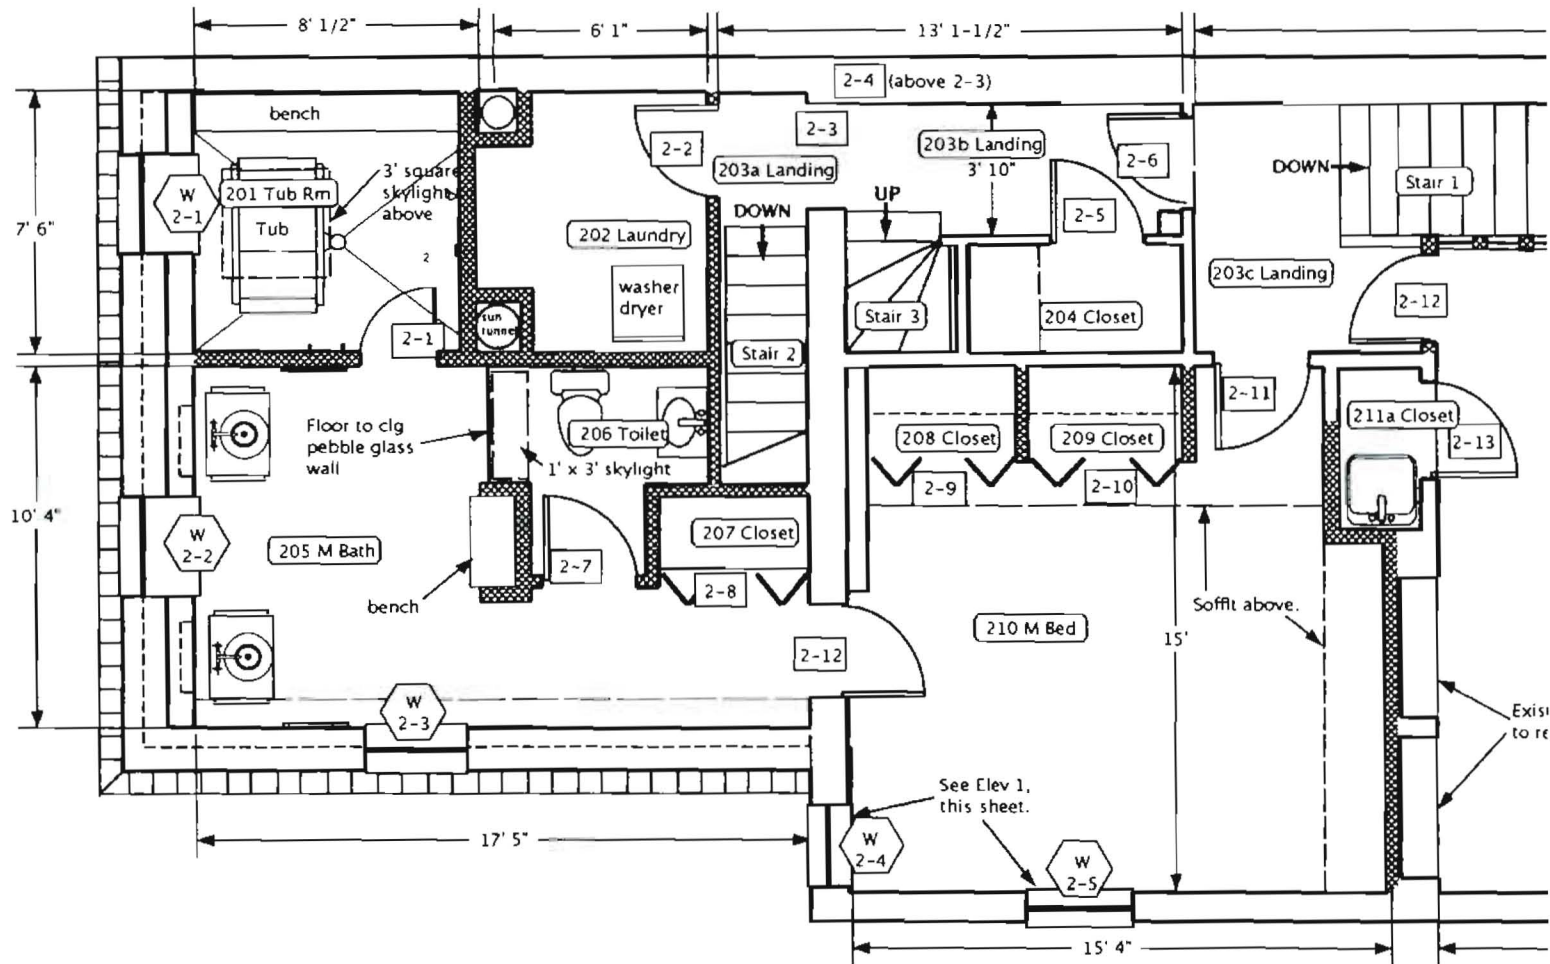 8' 1/2"
6' 1"
13' 1-1/2"
2-4 (above 2-3)
bench
2-3
2-2
203b Landing
3' 10"
2-6
203a Landing
DOWN
Stair 1
W
2-1
201 Tub Rm
3' square
skylight
above
Tub
7' 6"
UP
DOWN
2-5
202 Laundry
2
203c Landing
washer
dryer
2-12
sun
tunnel
Stair 3
204 Closet
2-1
Stair 2
2-11
211a Closet
Floor to clg
pebble glass
wall
206 Toilet
208 Closet
209 Closet
2-13
1' x 3' skylight
2-9
2-10
10' 4"
W
2-2
205 M Bath
207 Closet
2-7
2-8
bench
Soffit above.
210 M Bed
15'
2-12
W
2-3
to
See Elev 1,
this sheet.
W
2-4
W
2-5
17' 5"
15' 4"